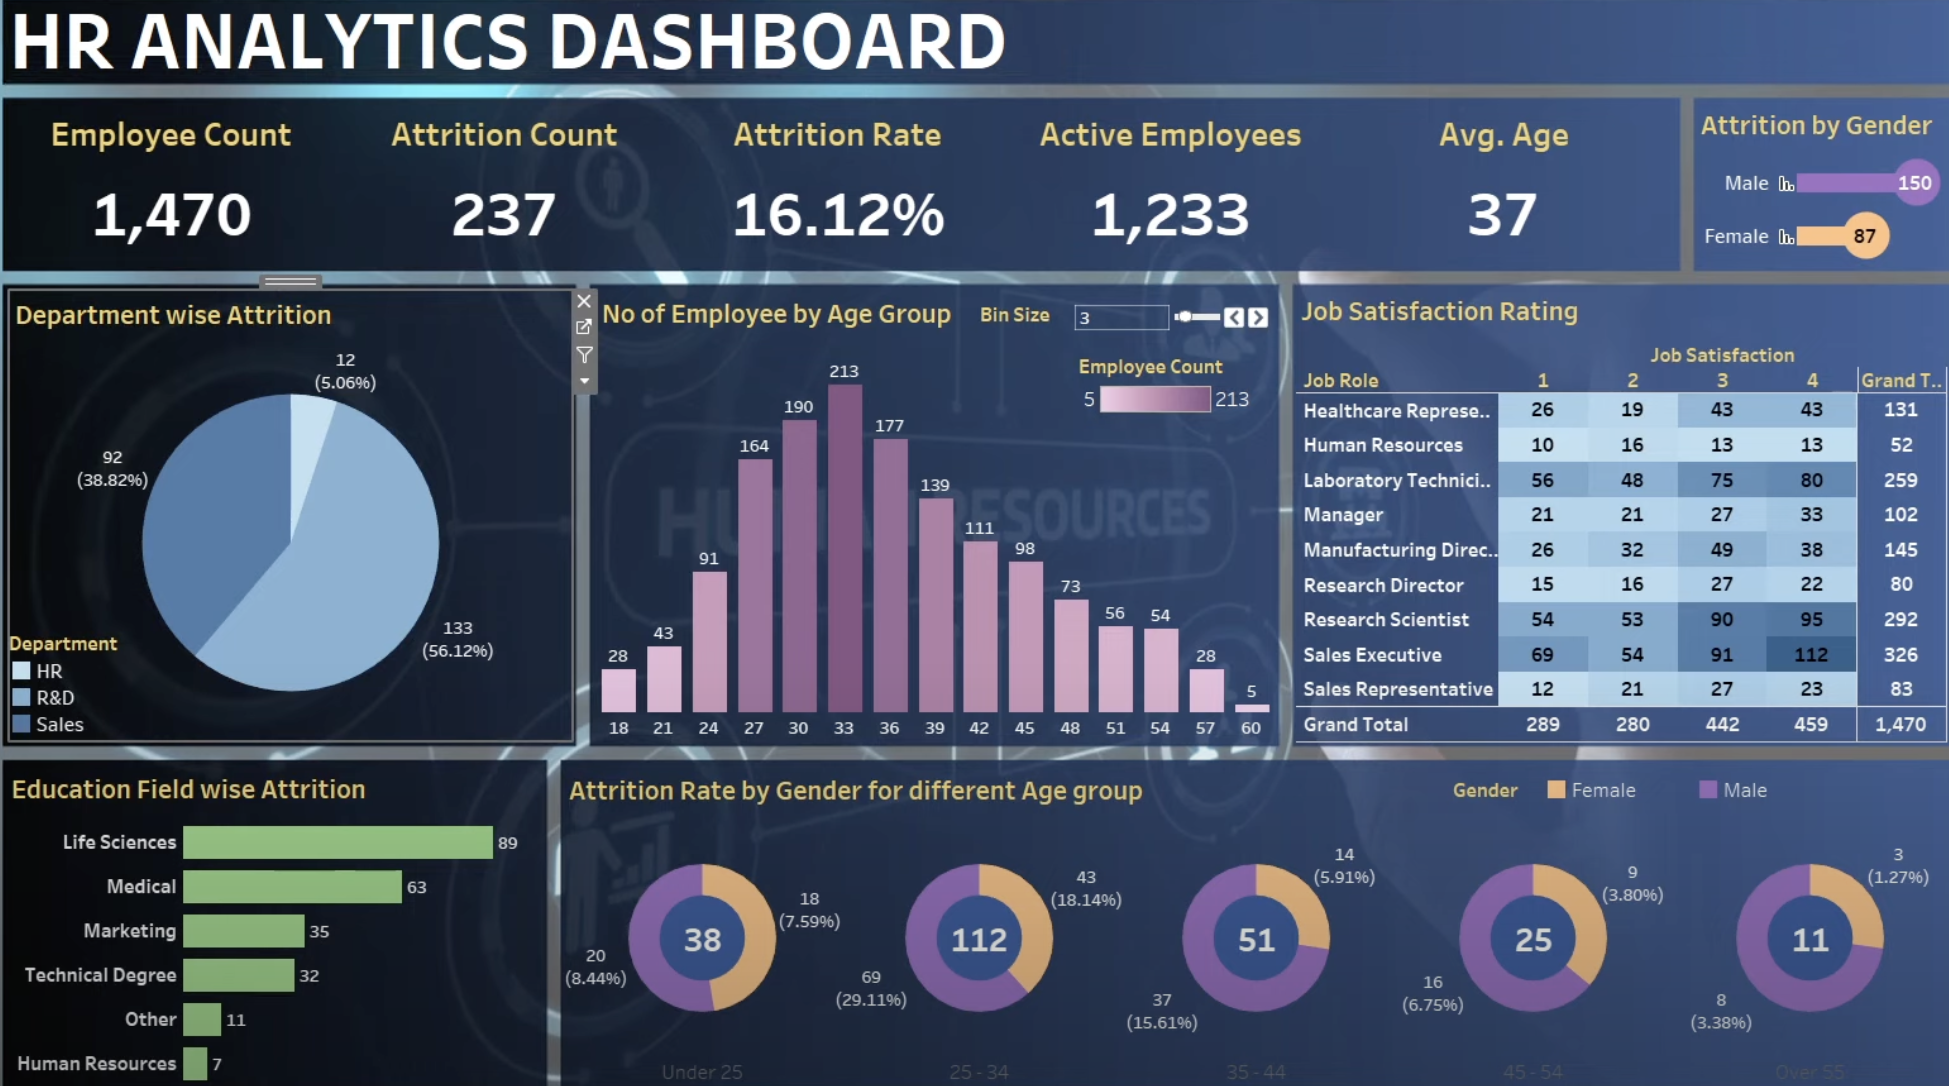 HR ANALYTICS DASHBOARD
Employee Count
1,470
Attrition Count
237
Attrition Rate
16.12%
Active Employees
1,233
Avg. Age
37
Attrition by Gender
Male 150
Female 87
Department wise Attrition
12
(5.06%)
92
(38.82%)
133
(56.12%)
Department
HR
R&D
Sales
No of Employee by Age Group
Bin Size 3
Employee Count
5 213
HUMAN RESOURCES
28 43 91 164 190 213 177 139 111 98 73 56 54 28 5
18 21 24 27 30 33 36 39 42 45 48 51 54 57 60
Job Satisfaction Rating
Job Satisfaction
Job Role 1 2 3 4 Grand T..
Healthcare Represe.. 26 19 43 43 131
Human Resources 10 16 13 13 52
Laboratory Technici.. 56 48 75 80 259
Manager 21 21 27 33 102
Manufacturing Direc.. 26 32 49 38 145
Research Director 15 16 27 22 80
Research Scientist 54 53 90 95 292
Sales Executive 69 54 91 112 326
Sales Representative 12 21 27 23 83
Grand Total 289 280 442 459 1,470
Education Field wise Attrition
Life Sciences 89
Medical 63
Marketing 35
Technical Degree 32
Other 11
Human Resources 7
Attrition Rate by Gender for different Age group
Gender Female Male
18
(7.59%)
38
20
(8.44%)
Under 25
43
(18.14%)
112
69
(29.11%)
25 - 34
14
(5.91%)
51
37
(15.61%)
35 - 44
9
(3.80%)
25
16
(6.75%)
45 - 54
3
(1.27%)
11
8
(3.38%)
Over 55